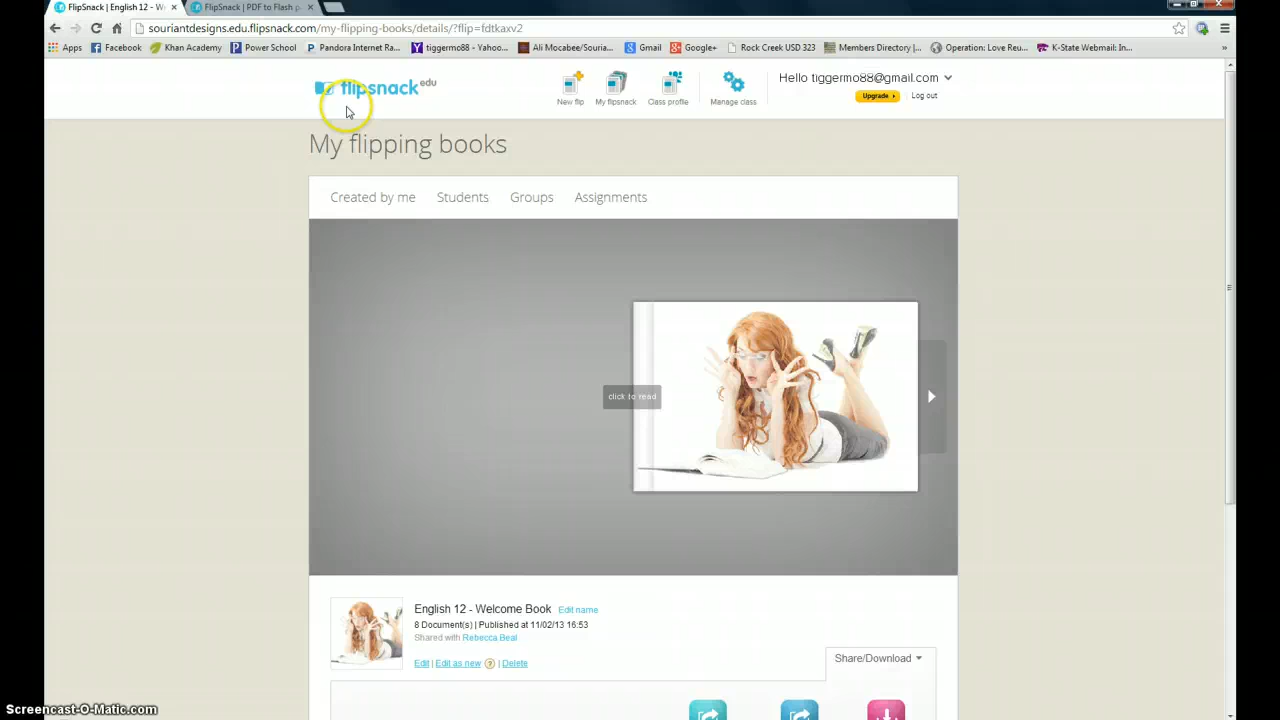 FlipSnack | English 12 - W
FlipSnack | PDF to Flash p
souriantdesigns.edu.flipsnack.com/my-flipping-books/details/?flip=fdtkaxv2
Apps Facebook Khan Academy Power School Pandora Internet Ra... tiggermo88 - Yahoo... Ali Mocabee/Souria... Gmail Google+ Rock Creek USD 323 Members Directory |... Operation: Love Reu... K-State Webmail: In... »
flipsnack edu
New flip My flipsnack Class profile Manage class
Hello tiggermo88@gmail.com
Upgrade Log out
My flipping books
Created by me Students Groups Assignments
click to read
English 12 - Welcome Book Edit name
8 Document(s) | Published at 11/02/13 16:53
Shared with Rebecca Beal
Edit | Edit as new ? | Delete
Share/Download
Screencast-O-Matic.com